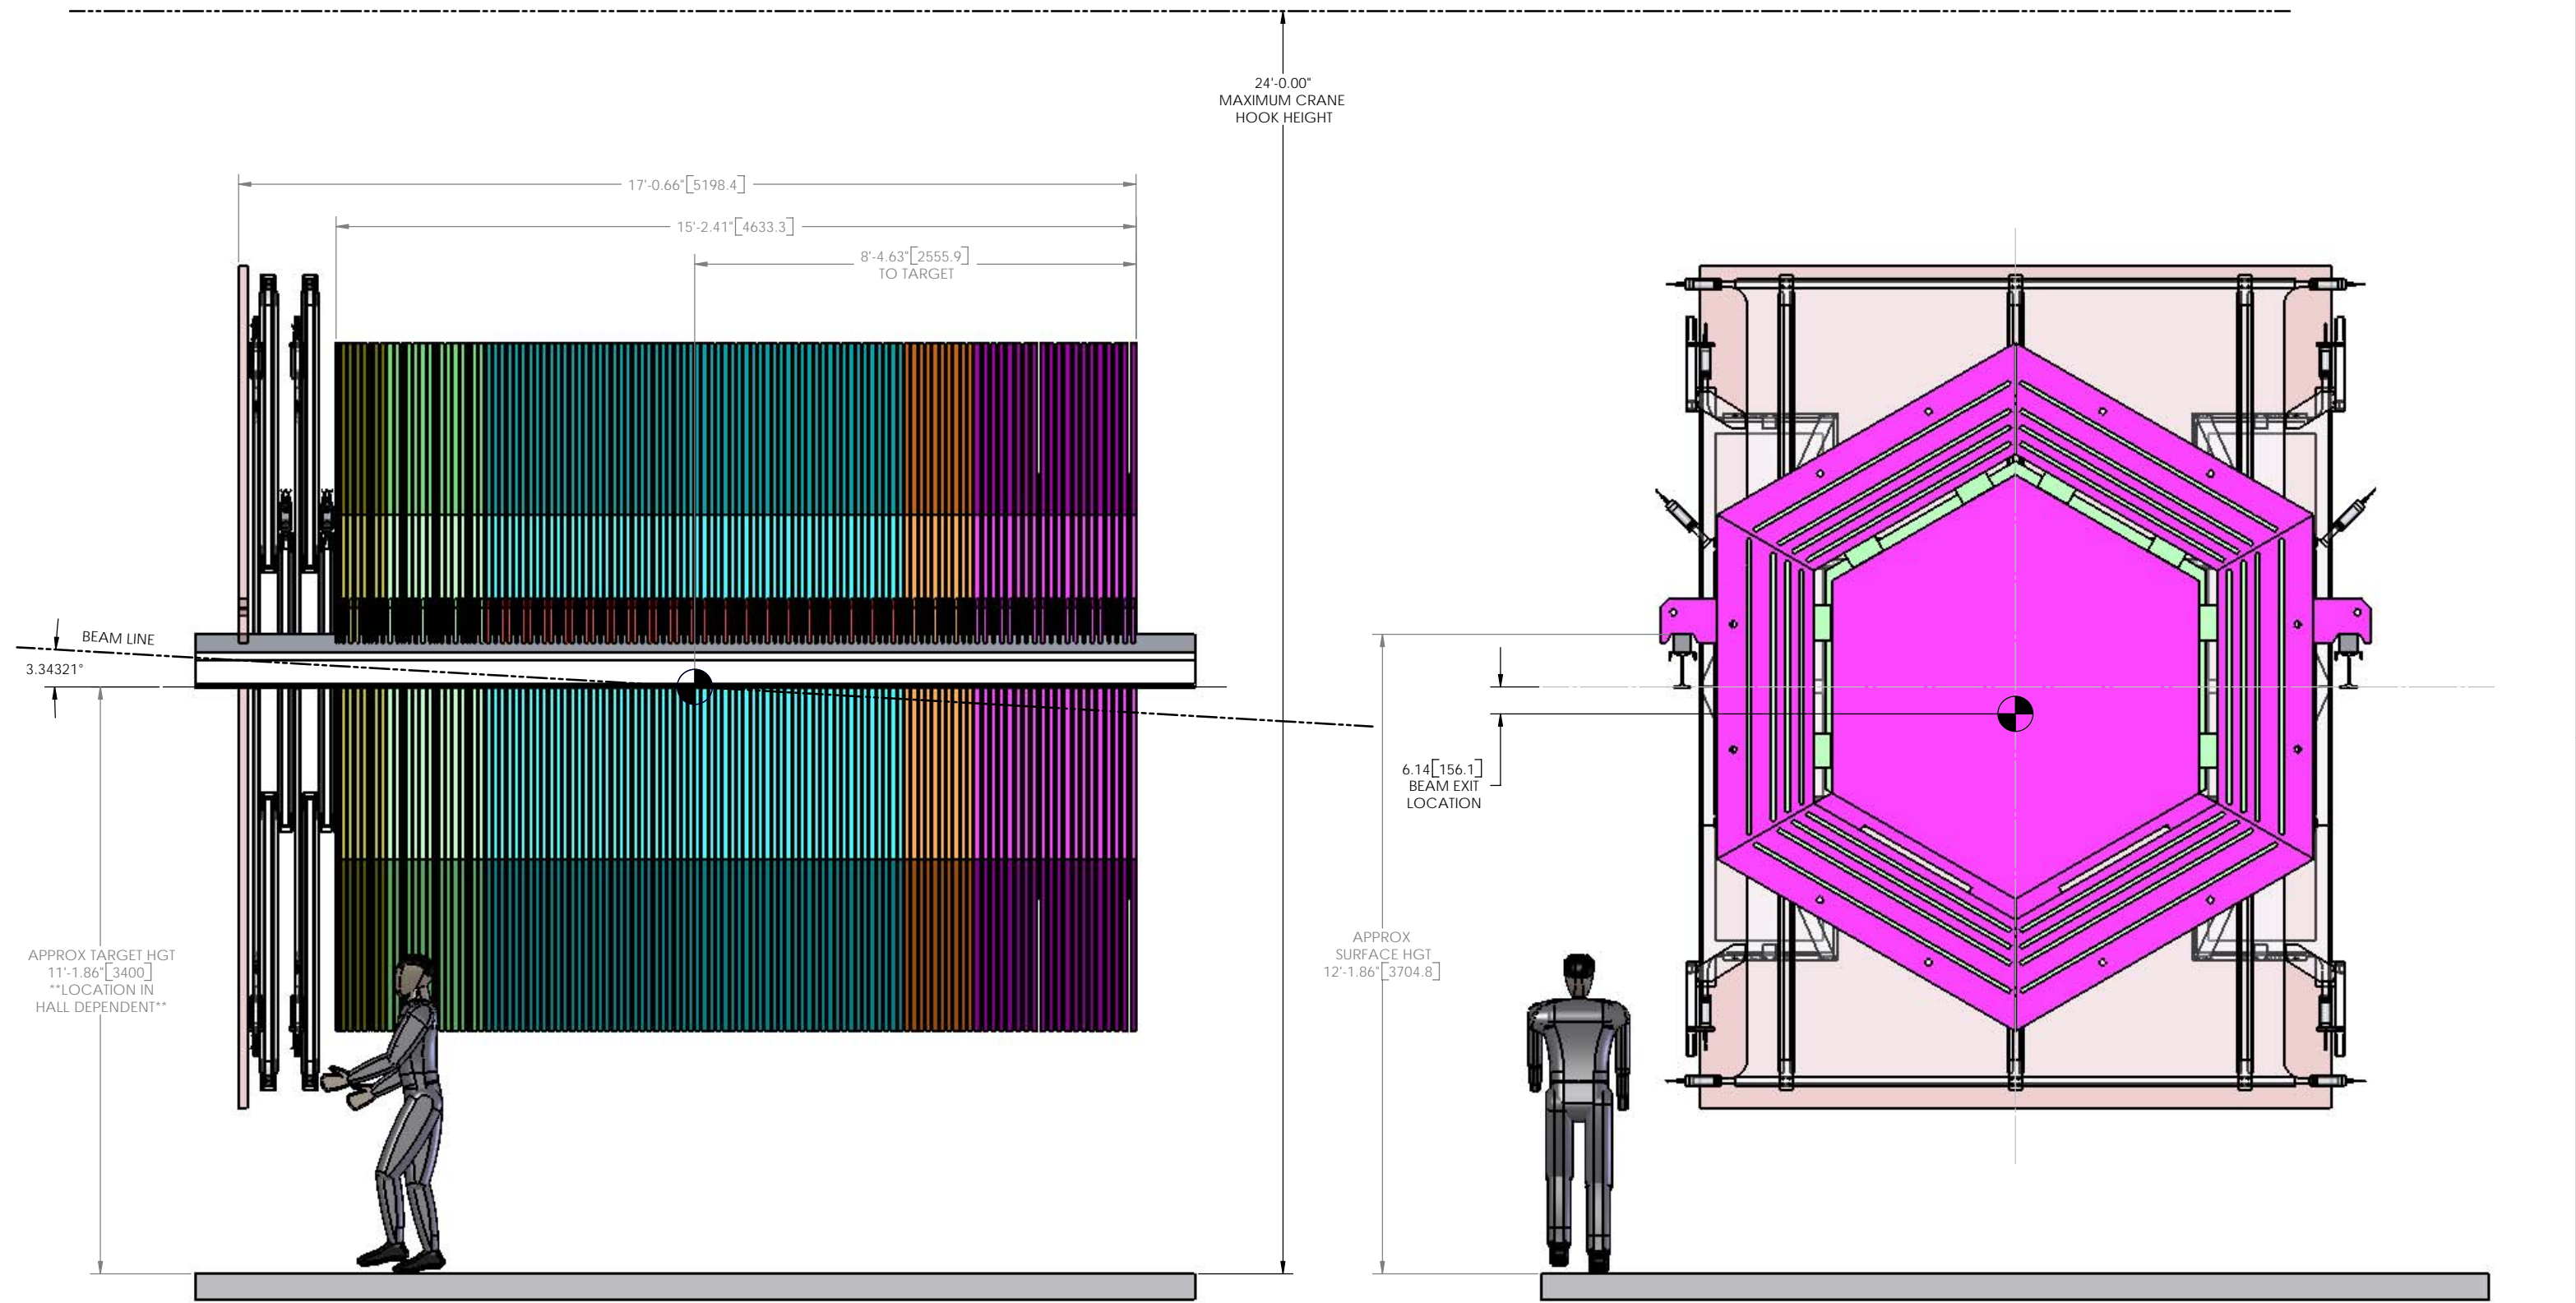 24'-0.00"
MAXIMUM CRANE
HOOK HEIGHT
17'-0.66"[5198.4]
15'-2.41"[4633.3]
8'-4.63"[2555.9]
TO TARGET
BEAM LINE
3.34321°
APPROX TARGET HGT
11'-1.86"[3400]
**LOCATION IN
HALL DEPENDENT**
6.14[156.1]
BEAM EXIT
LOCATION
APPROX
SURFACE HGT
12'-1.86"[3704.8]